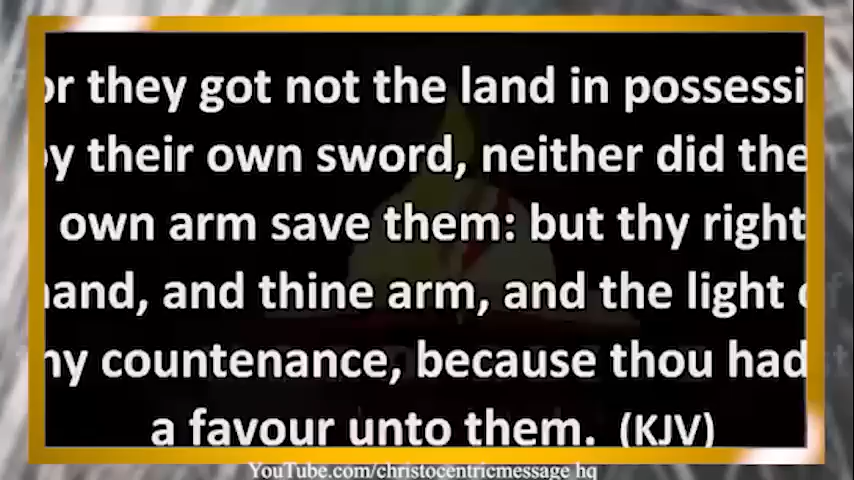 or they got not the land in possessi
y their own sword, neither did the
own arm save them: but thy right
hand, and thine arm, and the light of
hy countenance, because thou hadst
a favour unto them. (KJV)
YouTube.com/christocentricmessage hq